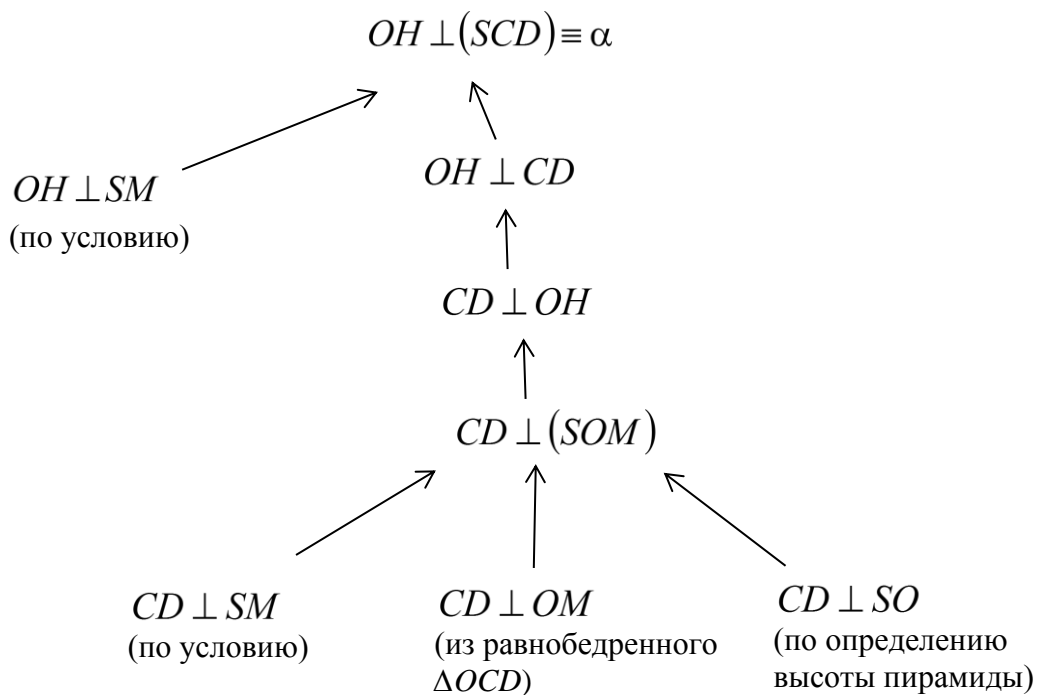 OH ⊥ (SCD) ≡ α
OH ⊥ SM
(по условию)
OH ⊥ CD
CD ⊥ OH
CD ⊥ (SOM)
CD ⊥ SM
(по условию)
CD ⊥ OM
(из равнобедренного
ΔOCD)
CD ⊥ SO
(по определению
высоты пирамиды)